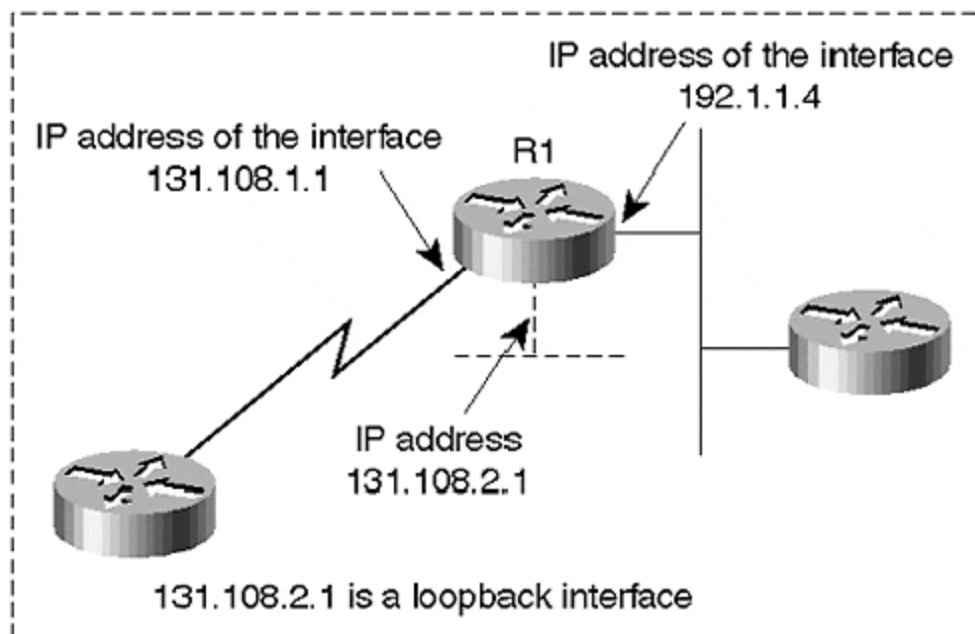 IP address of the interface
192.1.1.4
IP address of the interface
131.108.1.1
R1
IP address
131.108.2.1
131.108.2.1 is a loopback interface